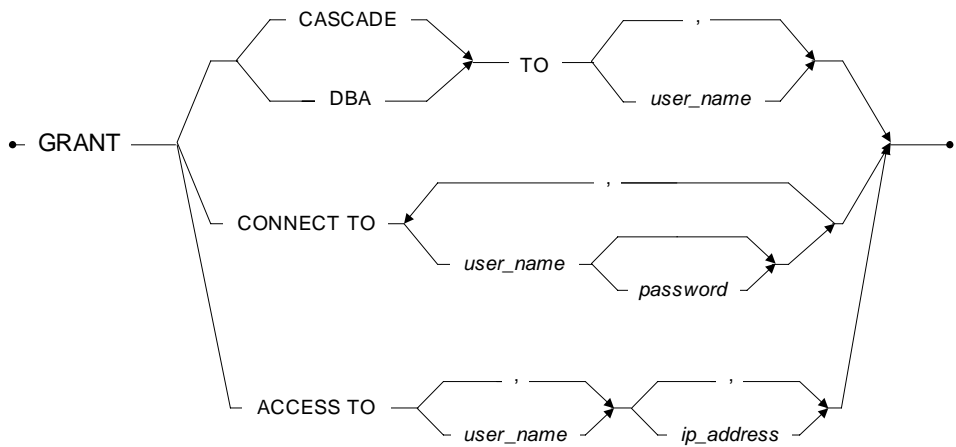 CASCADE
DBA
TO
,
user_name
GRANT
CONNECT TO
,
user_name
password
ACCESS TO
,
user_name
,
ip_address